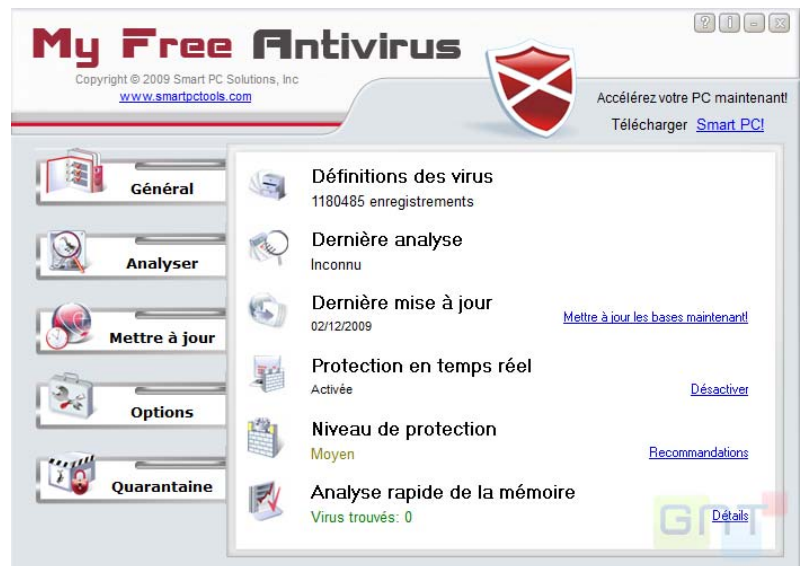 My Free Antivirus
Copyright © 2009 Smart PC Solutions, Inc
www.smartpctools.com
Accélérez votre PC maintenant!
Télécharger Smart PC!
Général
Analyser
Mettre à jour
Options
Quarantaine
Définitions des virus
1180485 enregistrements
Dernière analyse
Inconnu
Dernière mise à jour
02/12/2009
Mettre à jour les bases maintenant!
Protection en temps réel
Activée
Désactiver
Niveau de protection
Moyen
Recommandations
Analyse rapide de la mémoire
Virus trouvés: 0
Détails
GNT